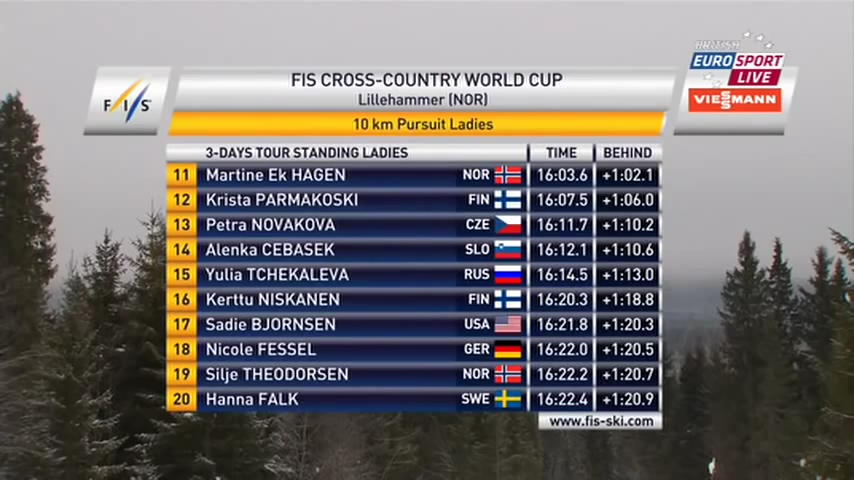 BRITISH
EUROSPORT
LIVE
VIESSMANN
FIS
FIS CROSS-COUNTRY WORLD CUP
Lillehammer (NOR)
10 km Pursuit Ladies
3-DAYS TOUR STANDING LADIES TIME BEHIND
11 Martine Ek HAGEN NOR 16:03.6 +1:02.1
12 Krista PARMAKOSKI FIN 16:07.5 +1:06.0
13 Petra NOVAKOVA CZE 16:11.7 +1:10.2
14 Alenka CEBASEK SLO 16:12.1 +1:10.6
15 Yulia TCHEKALEVA RUS 16:14.5 +1:13.0
16 Kerttu NISKANEN FIN 16:20.3 +1:18.8
17 Sadie BJORNSEN USA 16:21.8 +1:20.3
18 Nicole FESSEL GER 16:22.0 +1:20.5
19 Silje THEODORSEN NOR 16:22.2 +1:20.7
20 Hanna FALK SWE 16:22.4 +1:20.9
www.fis-ski.com